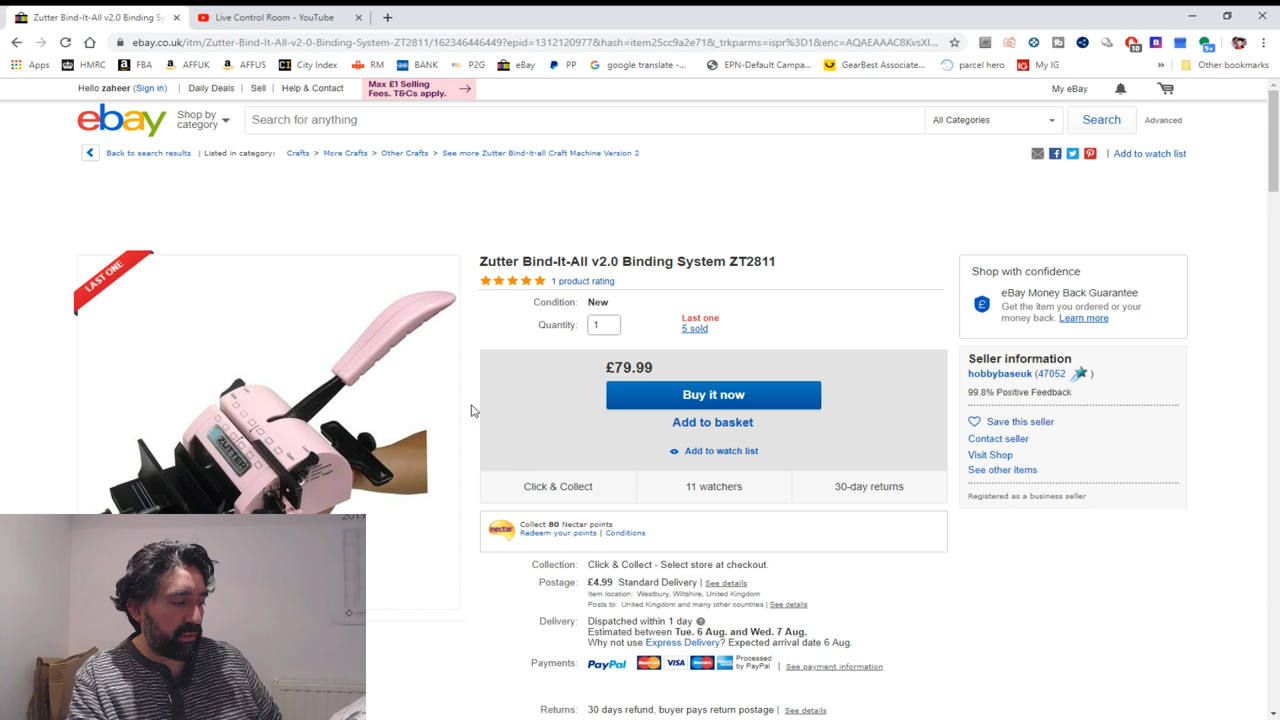 Zutter Bind-It-All v2.0 Binding Sy
Live Control Room - YouTube
ebay.co.uk/itm/Zutter-Bind-It-All-v2-0-Binding-System-ZT2811/162346446449?epid=1312120977&hash=item25cc9a2e71&_trkparms=ispr%3D1&enc=AQAEAAAC8KvsXl...
Apps HMRC FBA AFFUK AFFUS City Index RM BANK P2G eBay PP google translate -... EPN-Default Campa... GearBest Associate... parcel hero My IG » Other bookmarks
Hello zaheer (Sign in) Daily Deals Sell Help & Contact
Max £1 Selling
Fees. T&Cs apply.
My eBay
ebay
Shop by
category
Search for anything
All Categories
Search
Advanced
Back to search results | Listed in category: Crafts > More Crafts > Other Crafts > See more Zutter Bind-it-all Craft Machine Version 2
| Add to watch list
LAST ONE
ZUTTER
Zutter Bind-It-All v2.0 Binding System ZT2811
1 product rating
Condition: New
Quantity: 1
Last one
5 sold
£79.99
Buy it now
Add to basket
Add to watch list
Click & Collect 11 watchers 30-day returns
nectar
Collect 80 Nectar points
Redeem your points | Conditions
Collection: Click & Collect - Select store at checkout.
Postage: £4.99 Standard Delivery | See details
Item location: Westbury, Wiltshire, United Kingdom
Posts to: United Kingdom and many other countries | See details
Delivery: Dispatched within 1 day
Estimated between Tue. 6 Aug. and Wed. 7 Aug.
Why not use Express Delivery? Expected arrival date 6 Aug.
Payments: PayPal VISA Processed by PayPal | See payment information
Returns: 30 days refund, buyer pays return postage | See details
Shop with confidence
eBay Money Back Guarantee
Get the item you ordered or your
money back. Learn more
Seller information
hobbybaseuk (47052 )
99.8% Positive Feedback
Save this seller
Contact seller
Visit Shop
See other items
Registered as a business seller